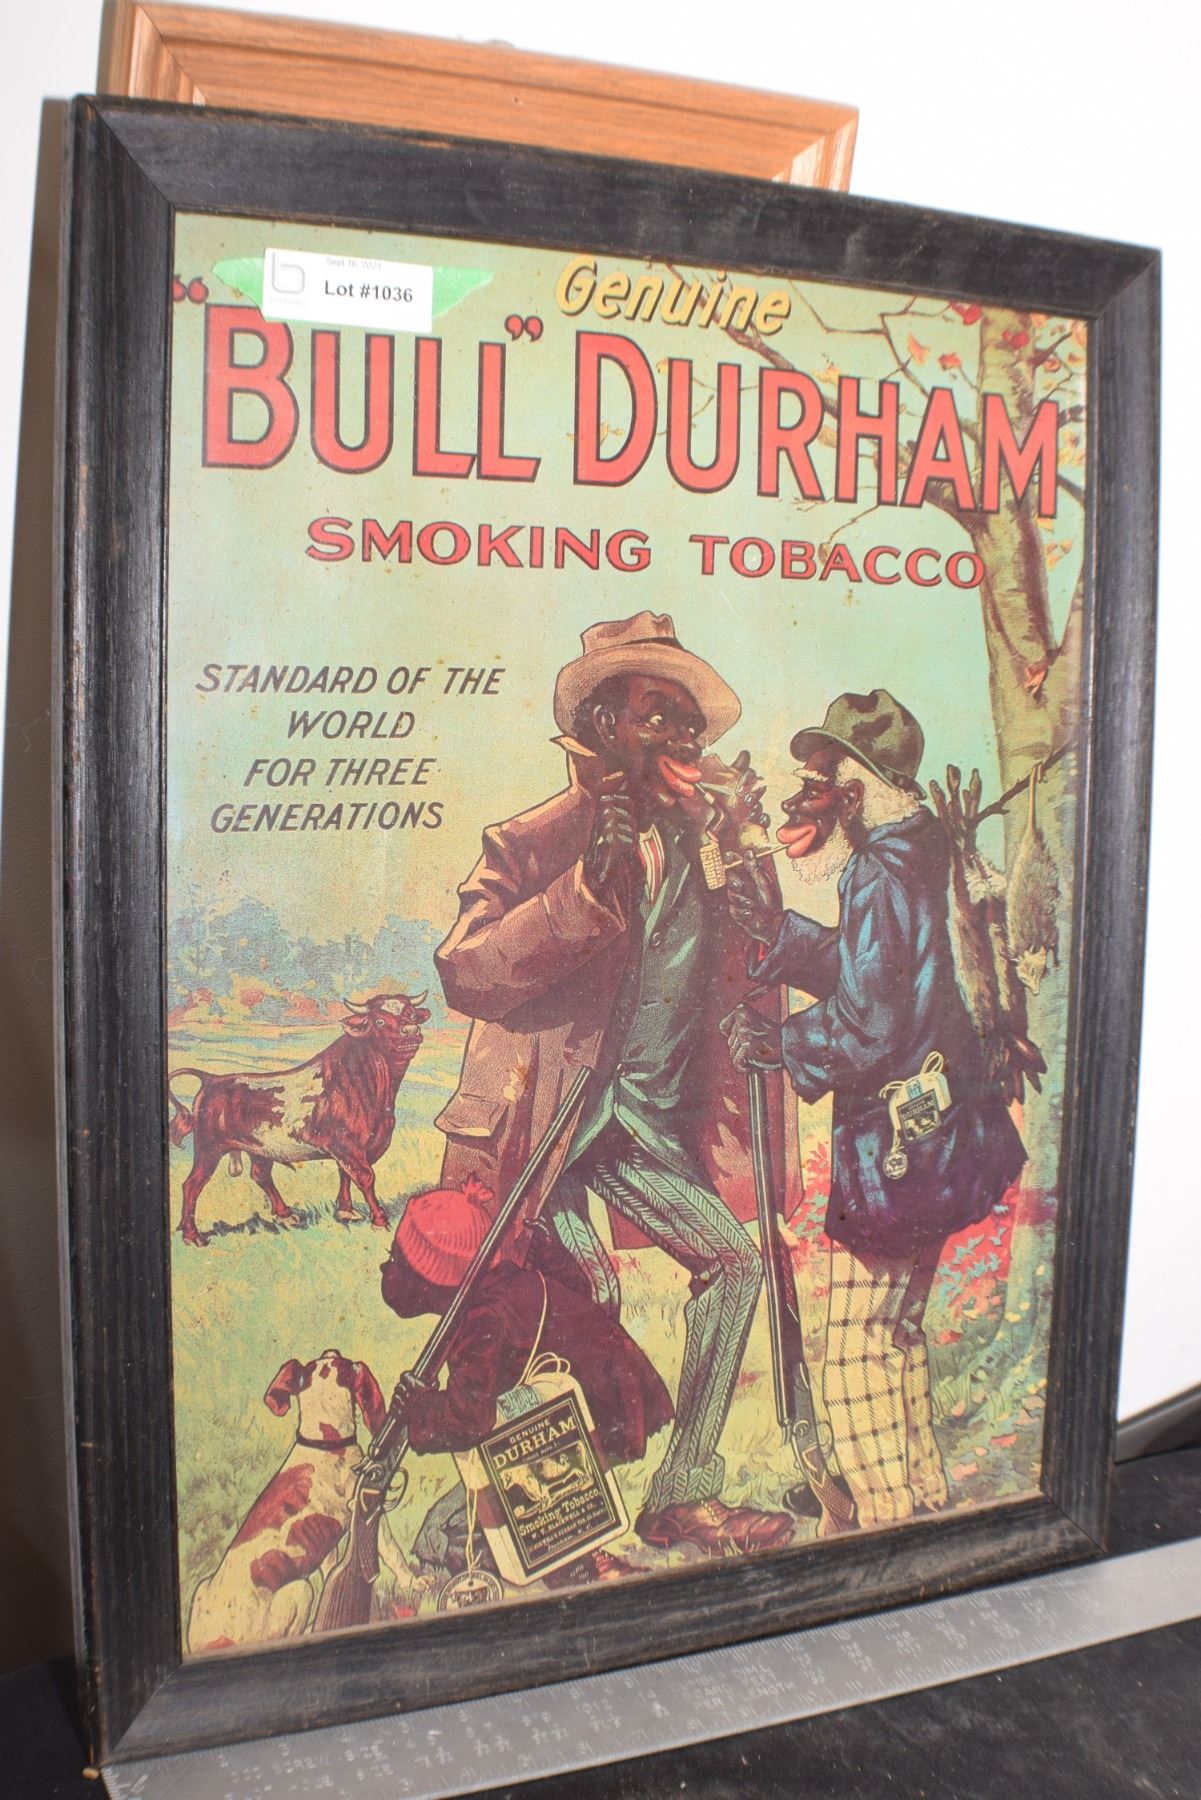 Sept 16, 2021
Lot #1036
Genuine
"BULL" DURHAM
SMOKING TOBACCO
STANDARD OF THE
WORLD
FOR THREE
GENERATIONS
DURHAM
GENUINE
DURHAM
Smoking Tobacco